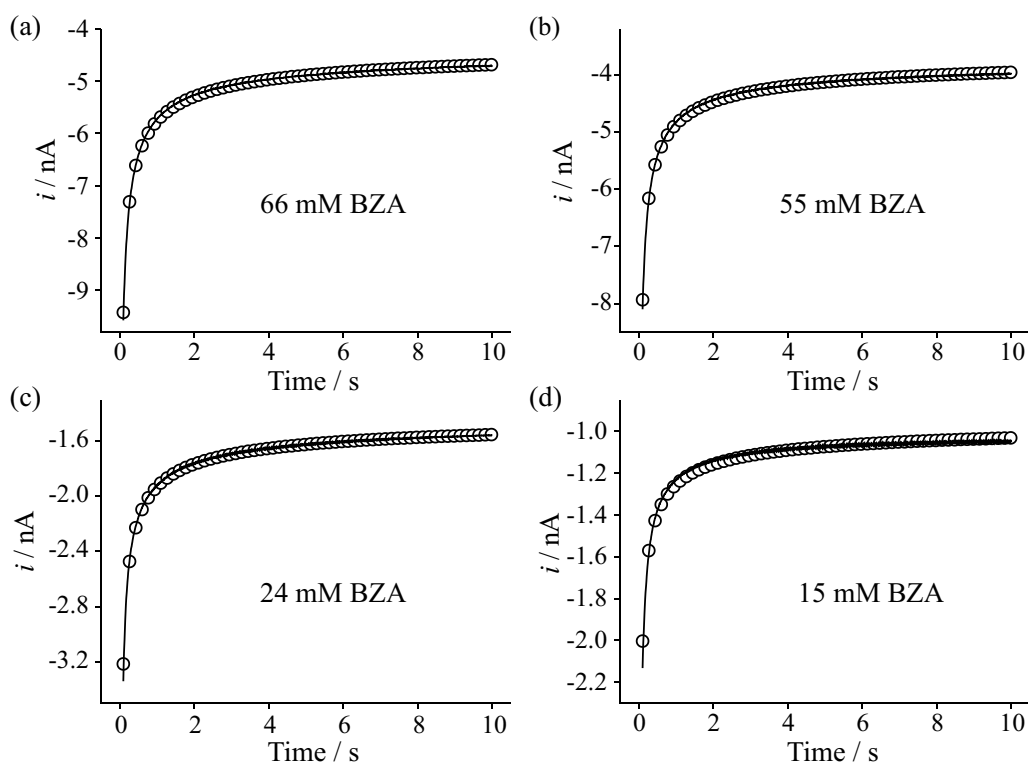 (a)
-4
-5
-6
-7
-8
-9
i / nA
66 mM BZA
0 2 4 6 8 10
Time / s
(b)
-4
-5
-6
-7
-8
i / nA
55 mM BZA
0 2 4 6 8 10
Time / s
(c)
-1.6
-2.0
-2.4
-2.8
-3.2
i / nA
24 mM BZA
0 2 4 6 8 10
Time / s
(d)
-1.0
-1.2
-1.4
-1.6
-1.8
-2.0
-2.2
i / nA
15 mM BZA
0 2 4 6 8 10
Time / s